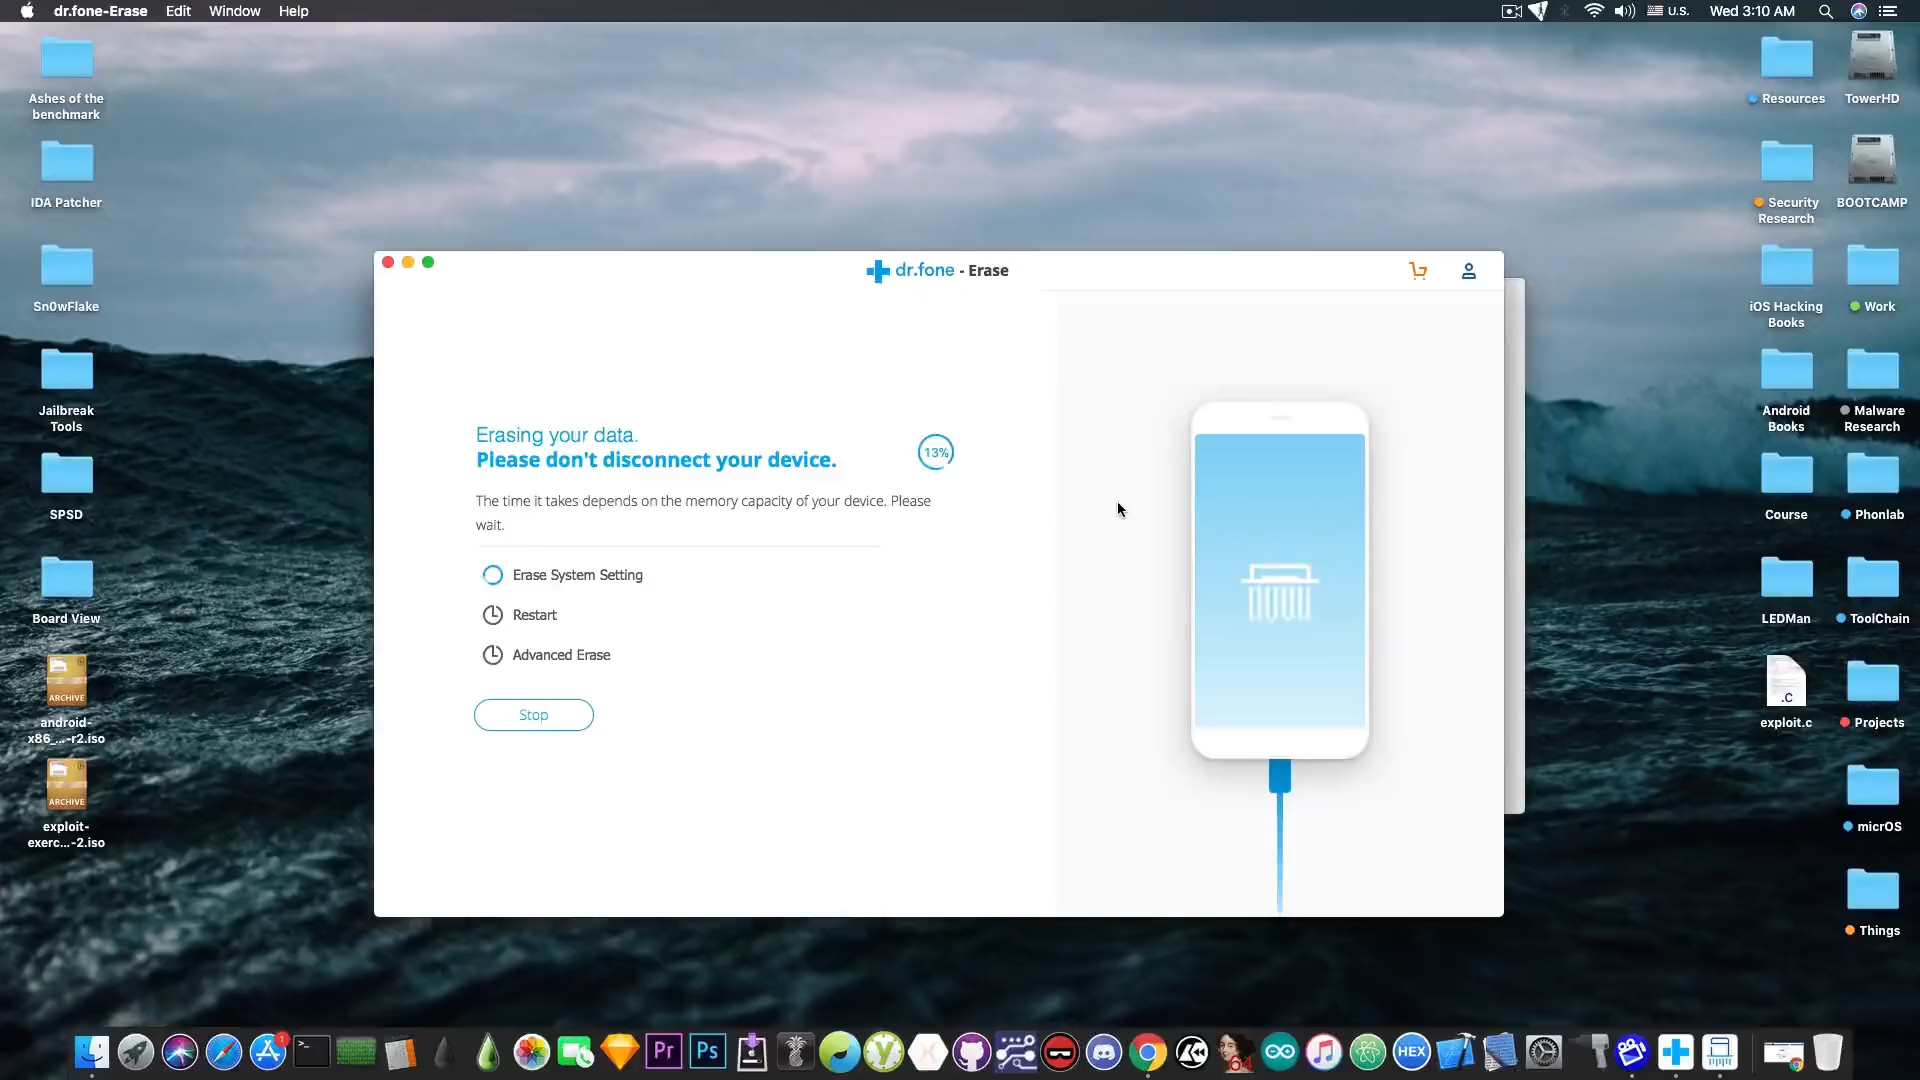 dr.fone-Erase Edit Window Help
U.S. Wed 3:10 AM
Ashes of the
benchmark
IDA Patcher
Sn0wFlake
Jailbreak
Tools
SPSD
Board View
ARCHIVE
android-
x86_...-r2.iso
ARCHIVE
exploit-
exerc...-2.iso
dr.fone - Erase
Erasing your data.
Please don't disconnect your device.
13%
The time it takes depends on the memory capacity of your device. Please
wait.
Erase System Setting
Restart
Advanced Erase
Stop
Resources
TowerHD
Security
Research
BOOTCAMP
iOS Hacking
Books
Work
Android
Books
Malware
Research
Course
Phonlab
LEDMan
ToolChain
.C
exploit.c
Projects
micrOS
Things
1
Pr
Ps
64
HEX